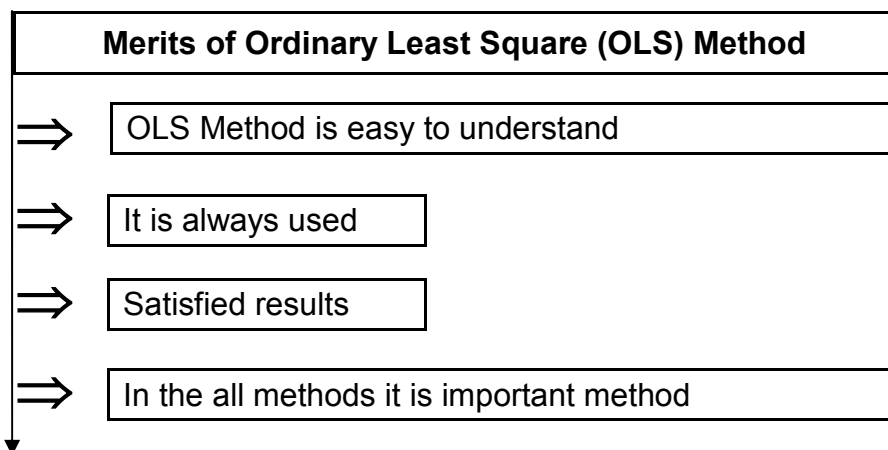 Merits of Ordinary Least Square (OLS) Method
OLS Method is easy to understand
It is always used
Satisfied results
In the all methods it is important method